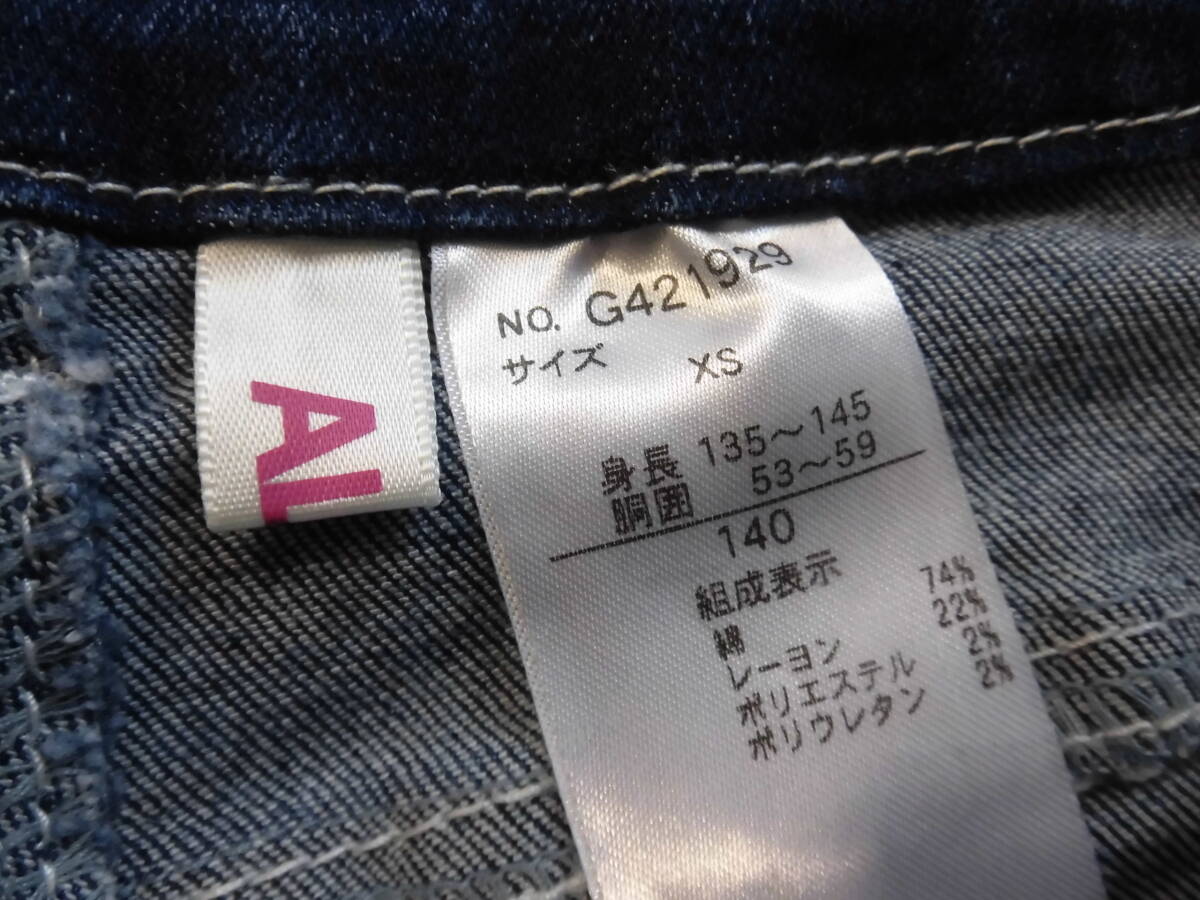 AL
NO. G421929
サイズ XS
身長 135～145
胴囲 53～59
140
組成表示
綿 74%
レーヨン 22%
ポリエステル 2%
ポリウレタン 2%